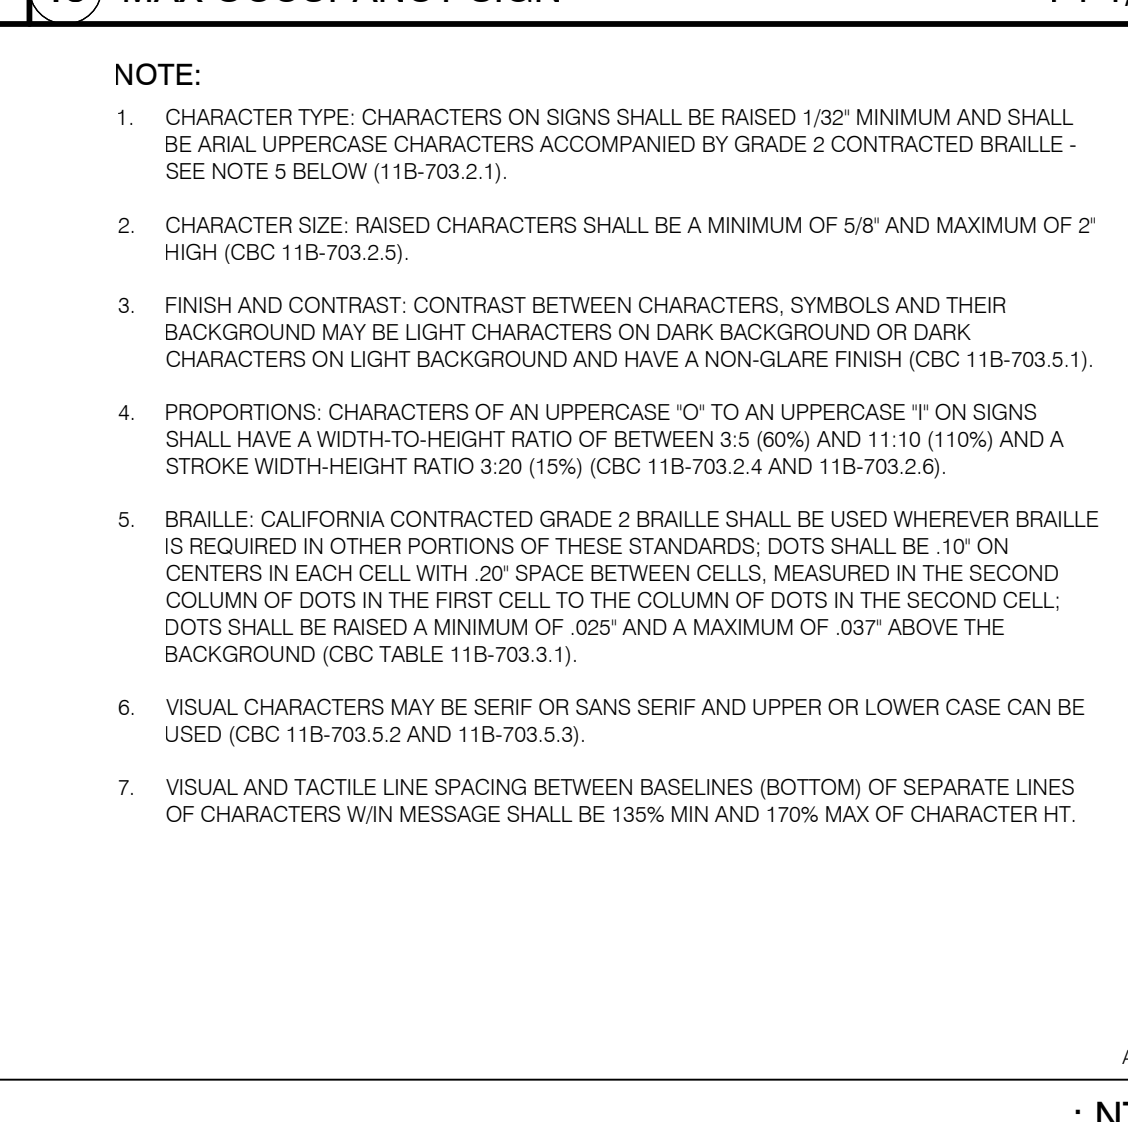 MAX OCCUPANCY SIGN
NOTE:
1. CHARACTER TYPE: CHARACTERS ON SIGNS SHALL BE RAISED 1/32" MINIMUM AND SHALL
BE ARIAL UPPERCASE CHARACTERS ACCOMPANIED BY GRADE 2 CONTRACTED BRAILLE -
SEE NOTE 5 BELOW (11B-703.2.1).
2. CHARACTER SIZE: RAISED CHARACTERS SHALL BE A MINIMUM OF 5/8" AND MAXIMUM OF 2"
HIGH (CBC 11B-703.2.5).
3. FINISH AND CONTRAST: CONTRAST BETWEEN CHARACTERS, SYMBOLS AND THEIR
BACKGROUND MAY BE LIGHT CHARACTERS ON DARK BACKGROUND OR DARK
CHARACTERS ON LIGHT BACKGROUND AND HAVE A NON-GLARE FINISH (CBC 11B-703.5.1).
4. PROPORTIONS: CHARACTERS OF AN UPPERCASE "O" TO AN UPPERCASE "I" ON SIGNS
SHALL HAVE A WIDTH-TO-HEIGHT RATIO OF BETWEEN 3:5 (60%) AND 11:10 (110%) AND A
STROKE WIDTH-HEIGHT RATIO 3:20 (15%) (CBC 11B-703.2.4 AND 11B-703.2.6).
5. BRAILLE: CALIFORNIA CONTRACTED GRADE 2 BRAILLE SHALL BE USED WHEREVER BRAILLE
IS REQUIRED IN OTHER PORTIONS OF THESE STANDARDS; DOTS SHALL BE .10" ON
CENTERS IN EACH CELL WITH .20" SPACE BETWEEN CELLS, MEASURED IN THE SECOND
COLUMN OF DOTS IN THE FIRST CELL TO THE COLUMN OF DOTS IN THE SECOND CELL;
DOTS SHALL BE RAISED A MINIMUM OF .025" AND A MAXIMUM OF .037" ABOVE THE
BACKGROUND (CBC TABLE 11B-703.3.1).
6. VISUAL CHARACTERS MAY BE SERIF OR SANS SERIF AND UPPER OR LOWER CASE CAN BE
USED (CBC 11B-703.5.2 AND 11B-703.5.3).
7. VISUAL AND TACTILE LINE SPACING BETWEEN BASELINES (BOTTOM) OF SEPARATE LINES
OF CHARACTERS W/IN MESSAGE SHALL BE 135% MIN AND 170% MAX OF CHARACTER HT.